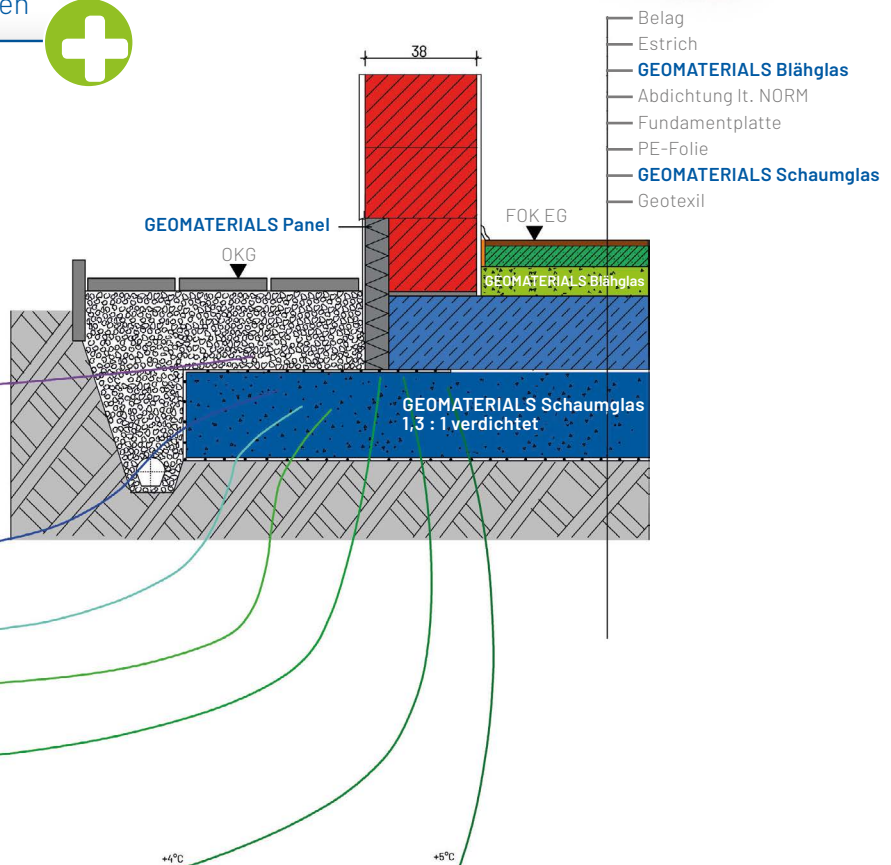 en
38
Belag
Estrich
GEOMATERIALS Blähglas
Abdichtung lt. NORM
Fundamentplatte
PE-Folie
GEOMATERIALS Schaumglas
Geotexil
GEOMATERIALS Panel
FOK EG
OKG
GEOMATERIALS Blähglas
GEOMATERIALS Schaumglas
1,3 : 1 verdichtet
+4°C
+5°C